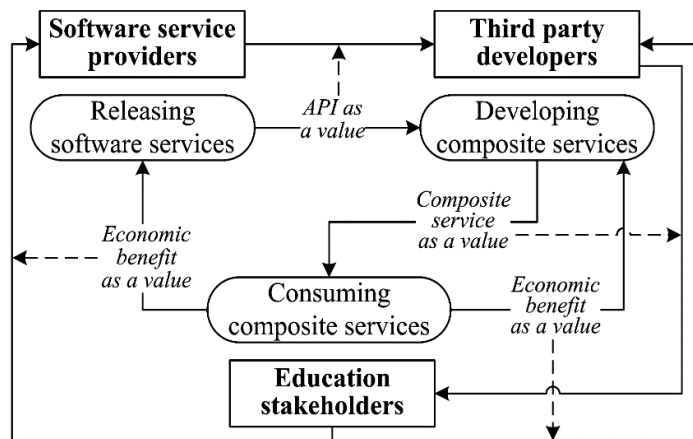 Software service
providers
Third party
developers
Releasing
software services
API as
a value
Developing
composite services
Composite
service
as a value
Economic
benefit
as a value
Consuming
composite services
Economic
benefit
as a value
Education
stakeholders